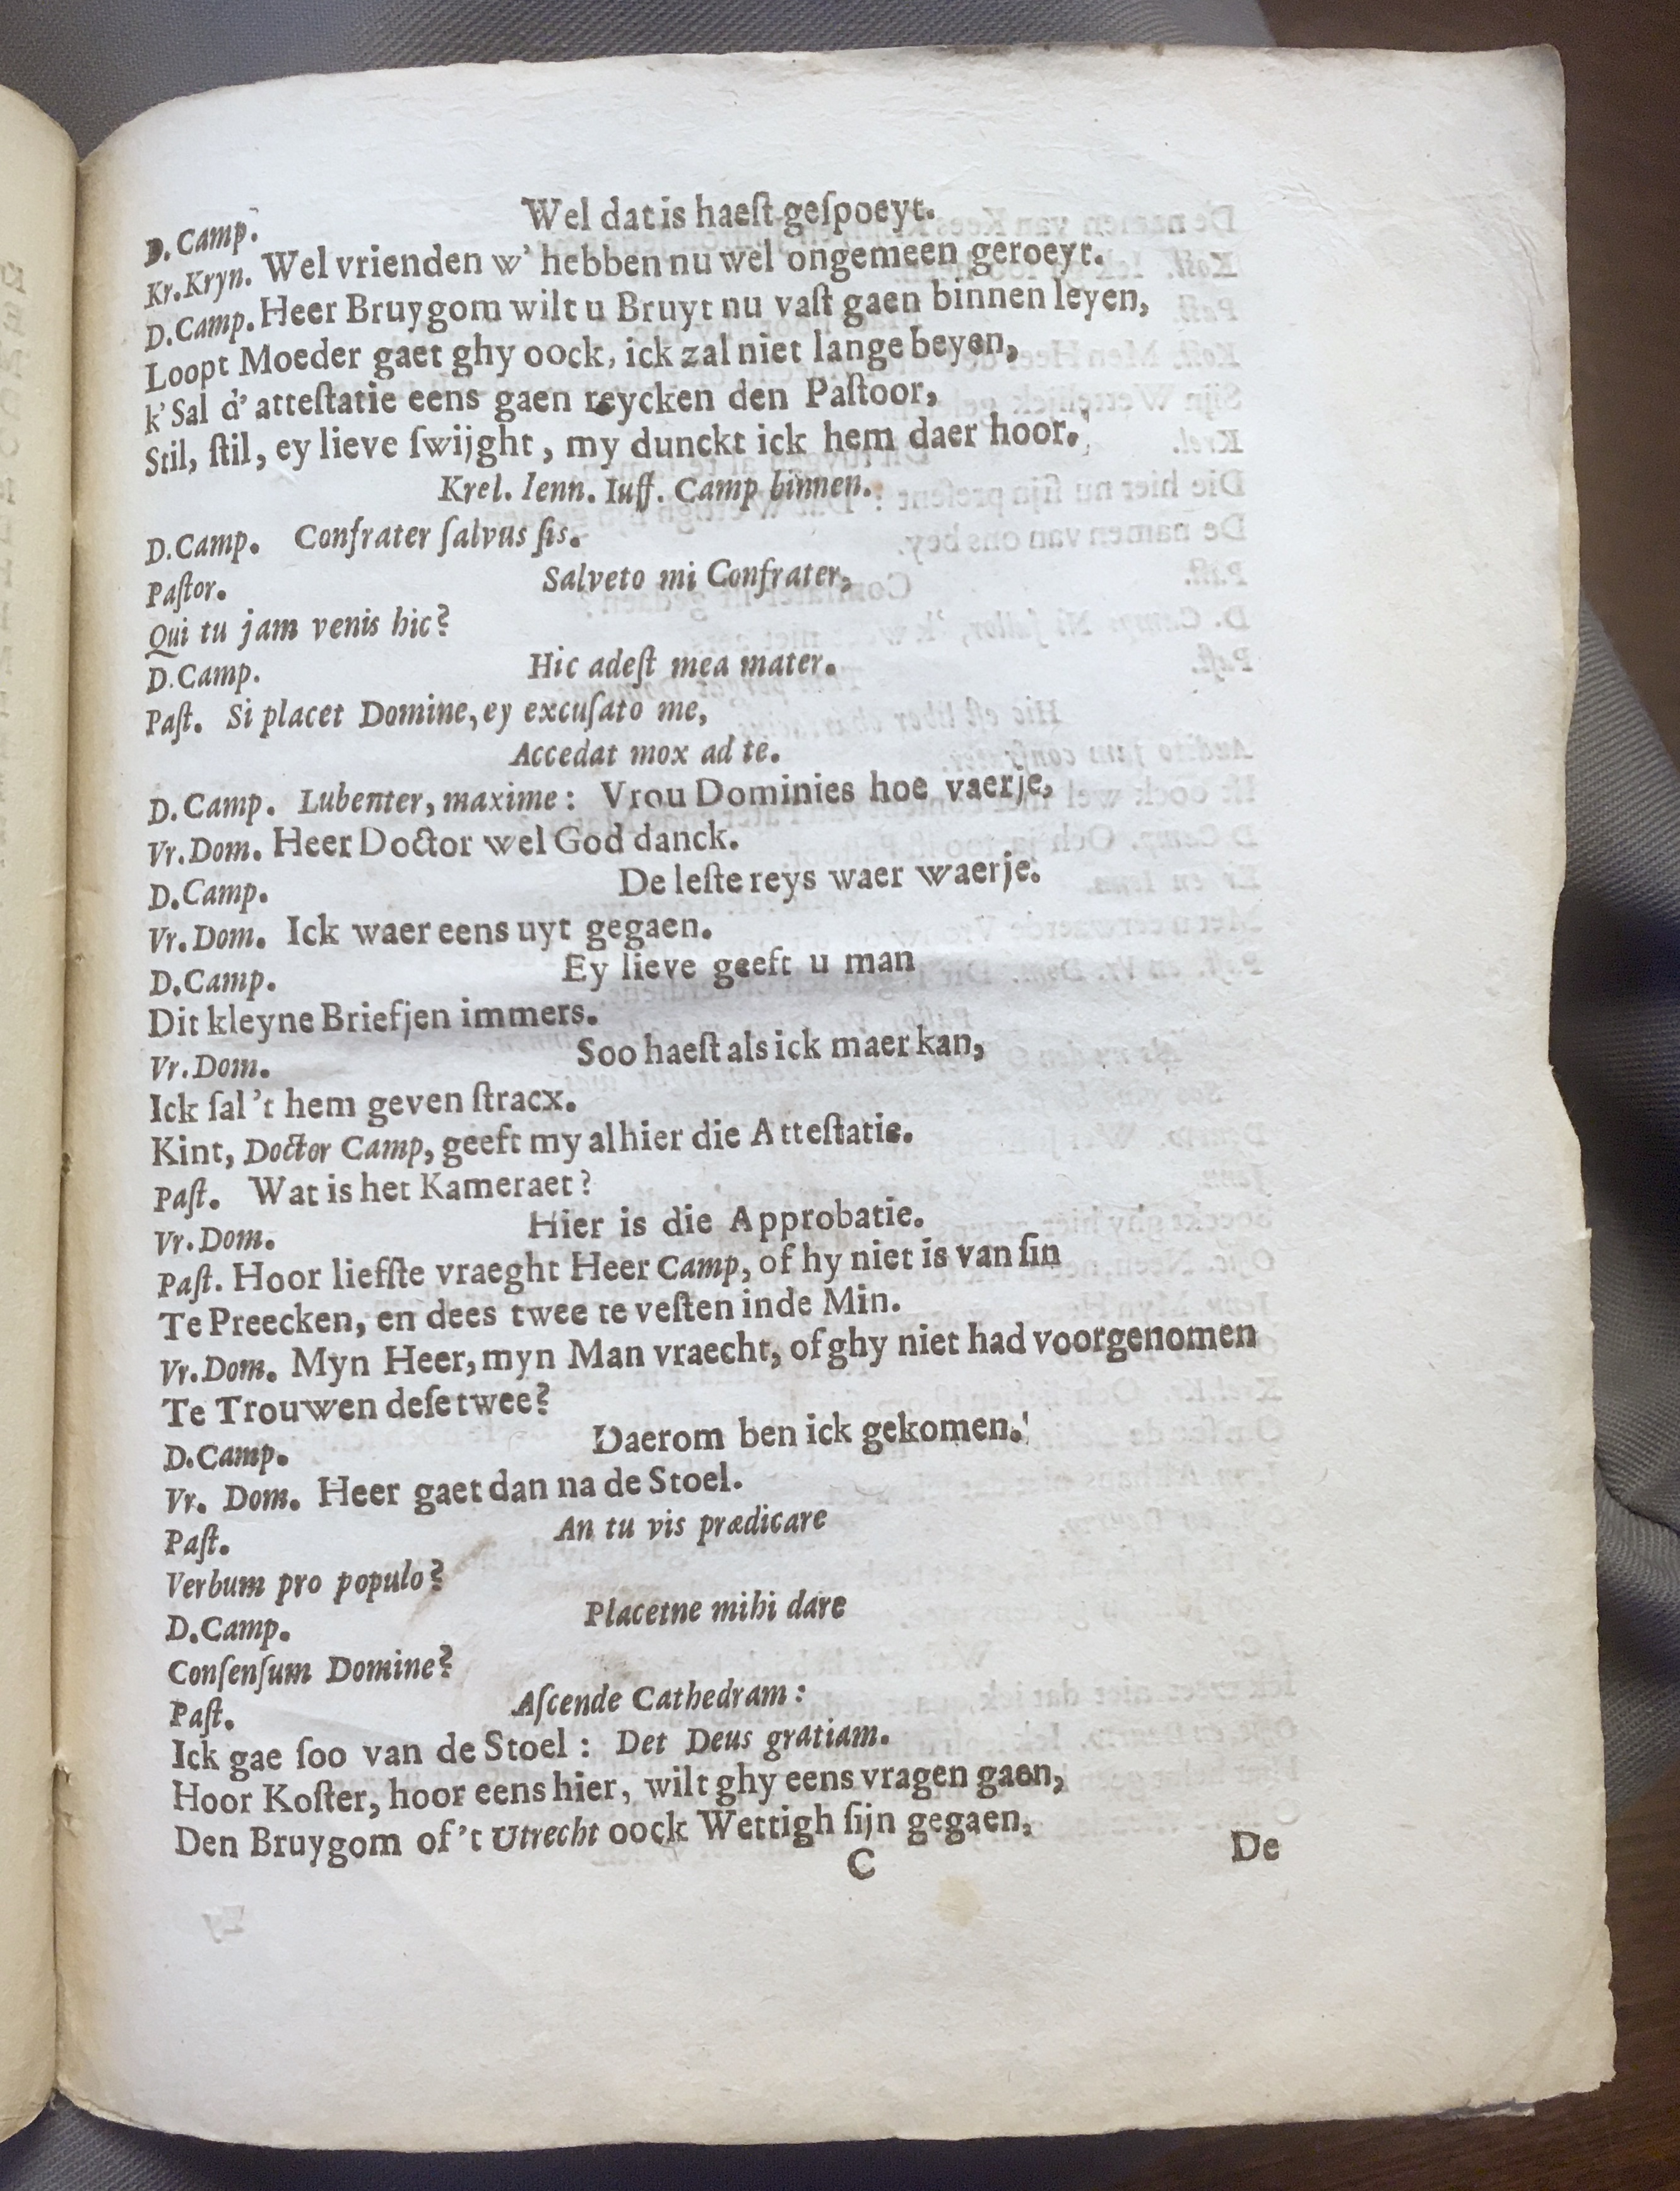 D. Camp. Wel dat is haeſt geſpoeyt.
Kr. Kryn. Wel vrienden w' hebben nu wel ongemeen geroeyt.
D. Camp. Heer Bruygom wilt u Bruyt nu vaſt gaen binnen leyen,
Loopt Moeder gaet ghy oock, ick zal niet lange beyen,
k' Sal d' atteſtatie eens gaen reycken den Paſtoor,
Stil, ſtil, ey lieve ſwijght, my dunckt ick hem daer hoor.
Krel. Ienn. Iuff. Camp binnen.
D. Camp. Confrater ſalvus ſis.
Paſtor. Salveto mi Confrater,
Qui tu jam venis hic?
D. Camp. Hic adeſt mea mater.
Paſt. Si placet Domine, ey excuſato me,
Accedat mox ad te.
D. Camp. Lubenter, maxime: Vrou Dominies hoe vaerje,
Vr. Dom. Heer Doctor wel God danck.
D. Camp. De leſte reys waer waerje.
Vr. Dom. Ick waer eens uyt gegaen.
D. Camp. Ey lieve geeft u man
Dit kleyne Briefjen immers.
Vr. Dom. Soo haeſt als ick maer kan,
Ick ſal 't hem geven ſtracx.
Kint, Doctor Camp, geeft my alhier die Atteſtatie.
Paſt. Wat is het Kameraet?
Vr. Dom. Hier is die Approbatie.
Paſt. Hoor liefſte vraeght Heer Camp, of hy niet is van ſin
Te Preecken, en dees twee te veſten inde Min.
Vr. Dom. Myn Heer, myn Man vraecht, of ghy niet had voorgenomen
Te Trouwen deſe twee?
D. Camp. Daerom ben ick gekomen.
Vr. Dom. Heer gaet dan na de Stoel.
Paſt. An tu vis prædicare
Verbum pro populo?
D. Camp. Placetne mihi dare
Conſenſum Domine?
Paſt. Aſcende Cathedram:
Ick gae ſoo van de Stoel: Det Deus gratiam.
Hoor Koſter, hoor eens hier, wilt ghy eens vragen gaen,
Den Bruygom of 't Utrecht oock Wettigh ſijn gegaen,
C De